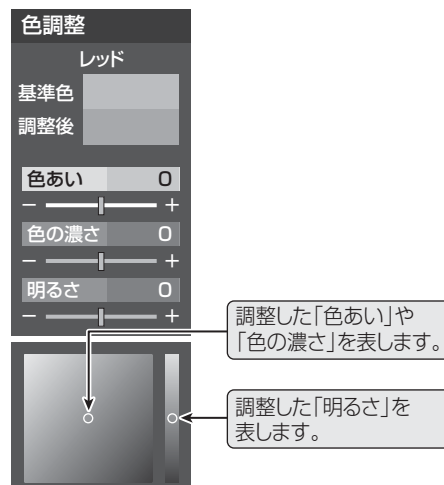 色調整
レッド
基準色
調整後
色あい 0
− +
色の濃さ 0
− +
明るさ 0
− +
調整した「色あい」や
「色の濃さ」を表します。
調整した「明るさ」を
表します。